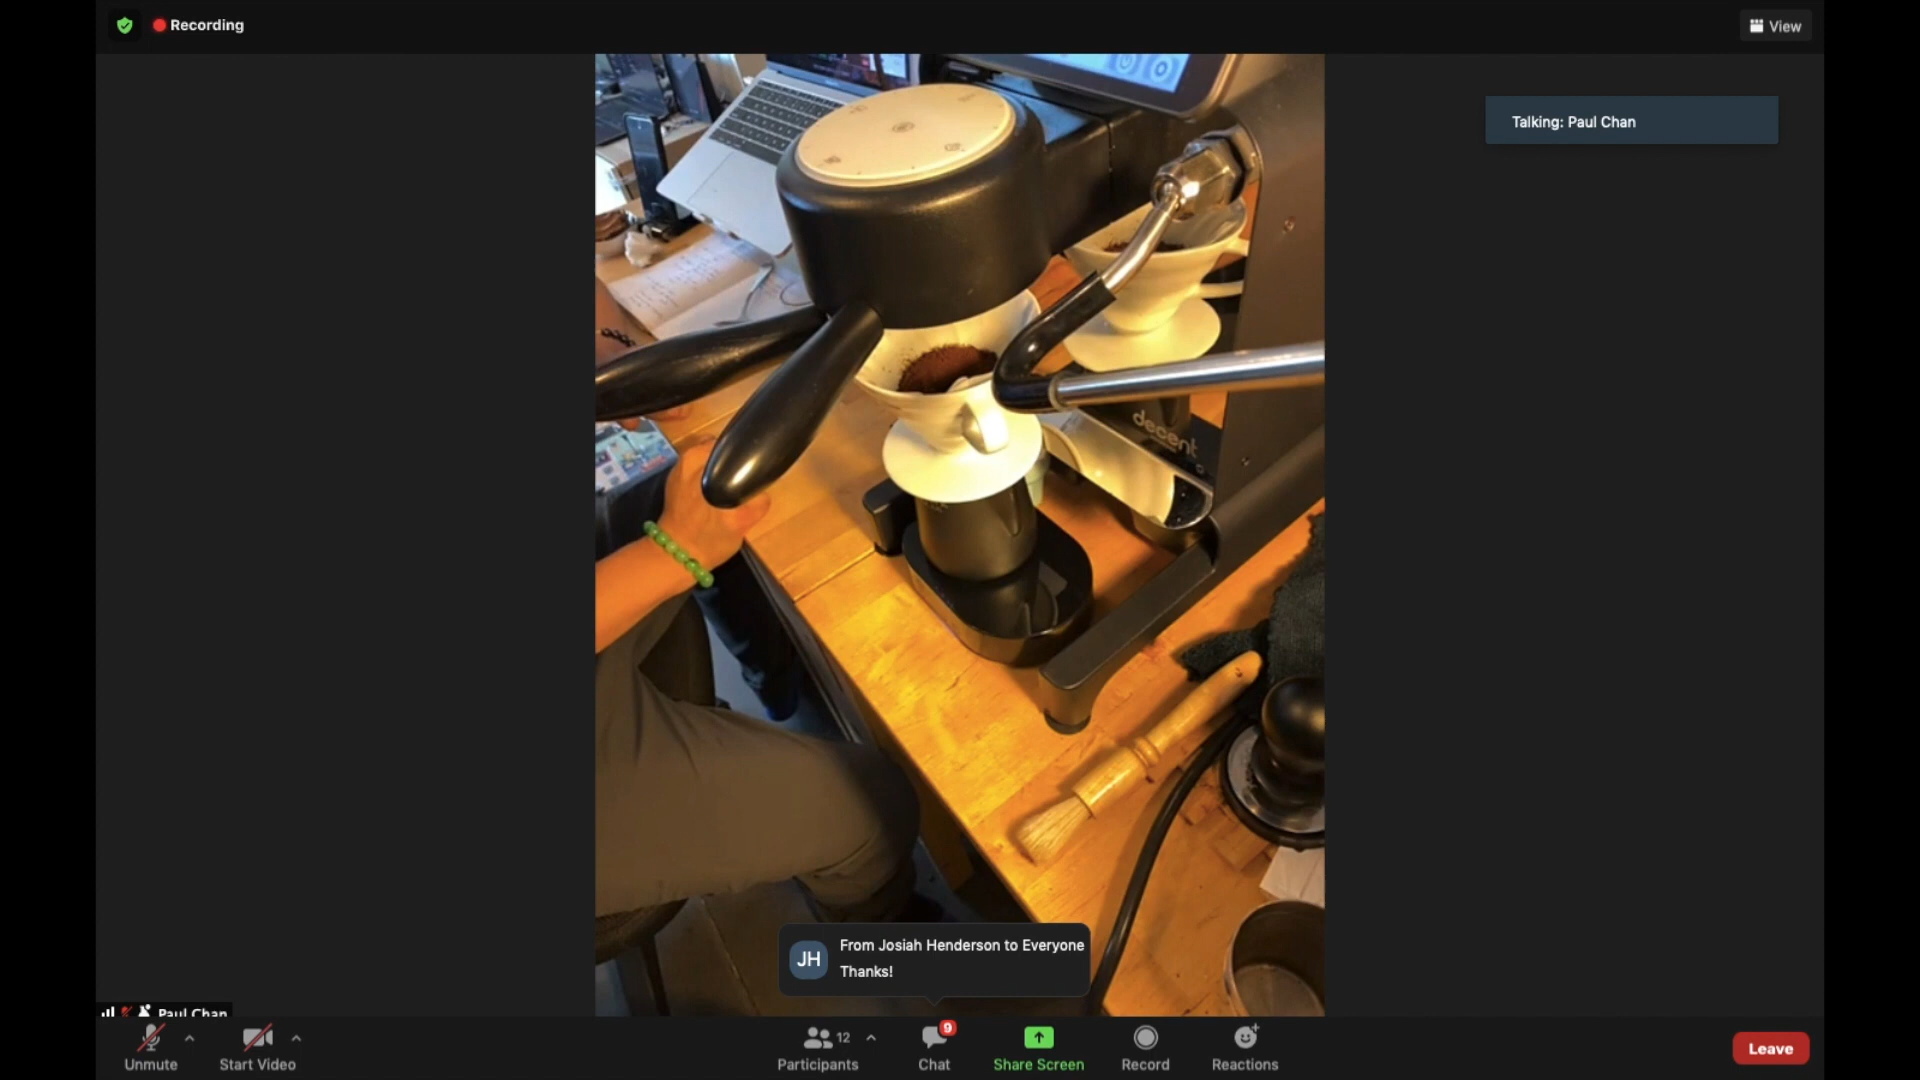 Recording
View
Talking: Paul Chan
decent
From Josiah Henderson to Everyone
JH
Thanks!
Paul Chan
12
9
Unmute
Start Video
Participants
Chat
Share Screen
Record
Reactions
Leave